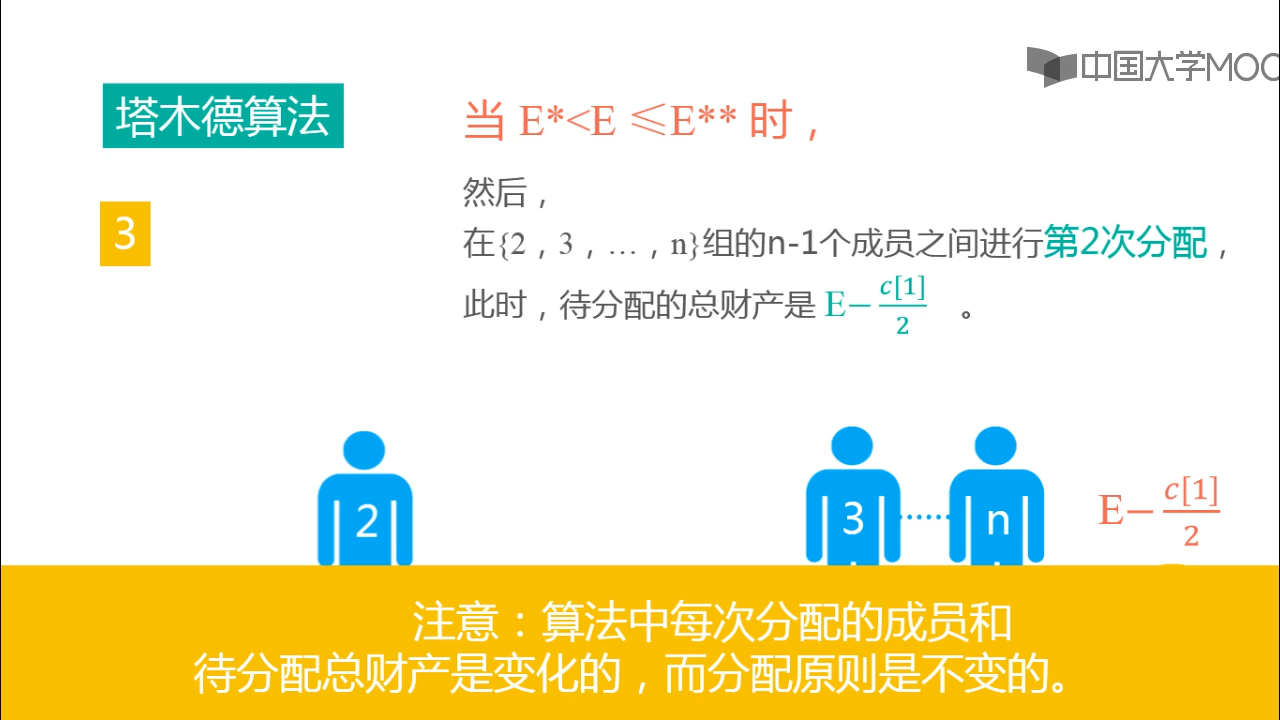 中国大学MOO
塔木德算法
当 E*<E ≤E** 时，
3
然后，
在{2，3，…，n}组的n-1个成员之间进行第2次分配，
此时，待分配的总财产是 E−c[1]/2 。
2
3
n
E−c[1]/2
注意：算法中每次分配的成员和
待分配总财产是变化的，而分配原则是不变的。